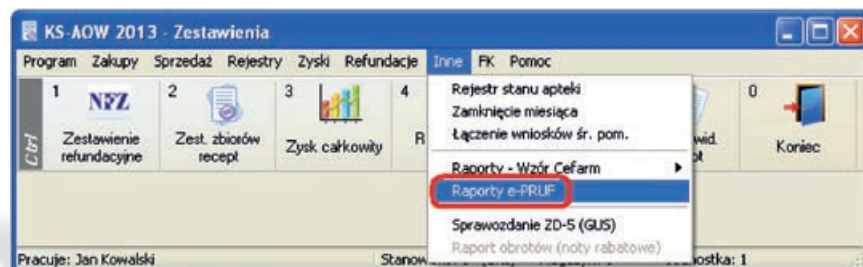 KS-AOW 2013 - Zestawienia
Program Zakupy Sprzedaż Rejestry Zyski Refundacje Inne FK Pomoc
Ctrl
1 NFZ
Zestawienie
refundacyjne
2
Zest. zbiorów
recept
3
Zysk całkowity
4
R
Rejestr stanu apteki
Zamknięcie miesiąca
Łączenie wniosków śr. pom.
Raporty - Wzór Cefarm
Raporty e-PRUF
Sprawozdanie ZD-5 (GUS)
Raport obrotów (noty rabatowe)
wid.
0
Koniec
Pracuje: Jan Kowalski